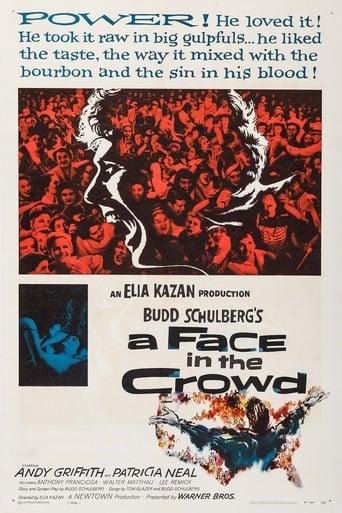 POWER! He loved it!
He took it raw in big gulpfuls...he liked
the taste, the way it mixed with the
bourbon and the sin in his blood!
AN ELIA KAZAN PRODUCTION
BUDD SCHULBERG'S
a Face
in the
Crowd
STARRING
ANDY GRIFFITH AND PATRICIA NEAL
FEATURING ANTHONY FRANCIOSA · WALTER MATTHAU · LEE REMICK
Story and Screen Play by BUDD SCHULBERG · Songs by TOM GLAZER and BUDD SCHULBERG
Directed by ELIA KAZAN A NEWTOWN Production · Presented by WARNER BROS.